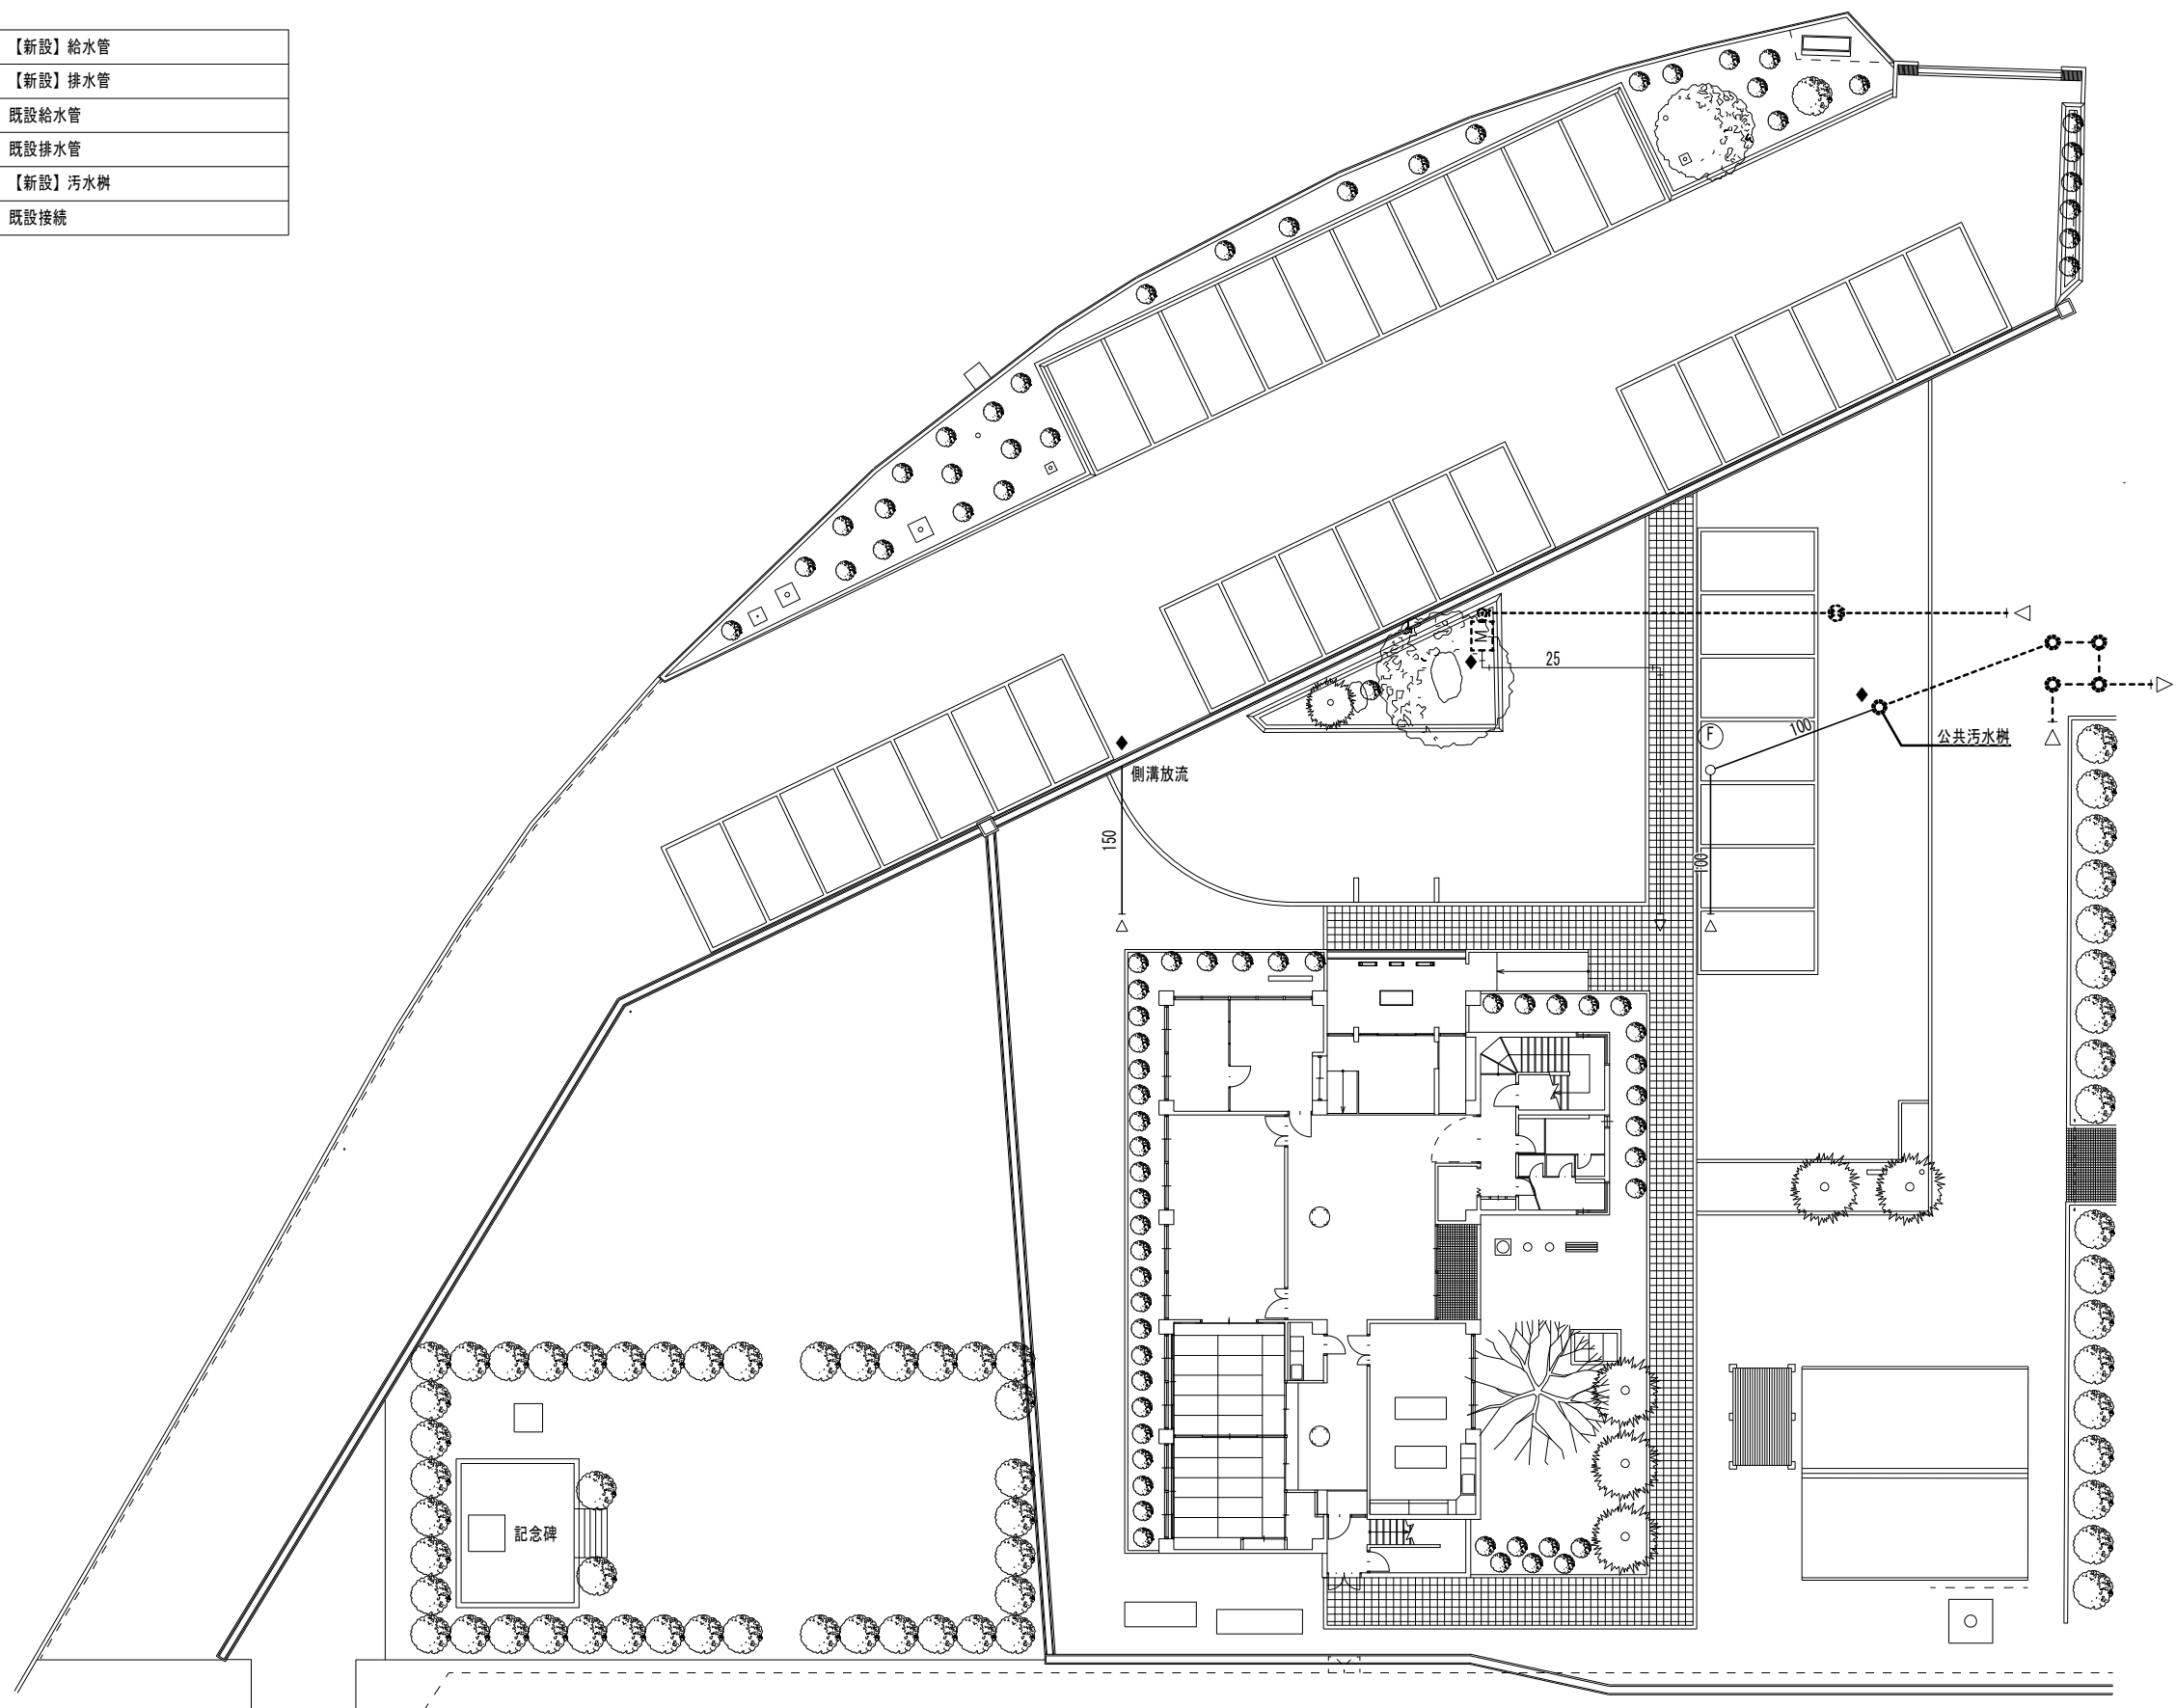 【新設】給水管
【新設】排水管
既設給水管
既設排水管
【新設】汚水桝
既設接続
M
25
F
100
公共汚水桝
側溝放流
150
100
記念碑